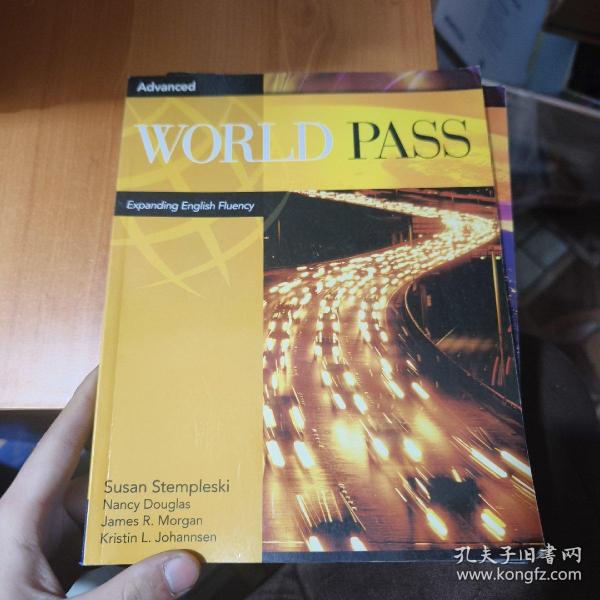 Advanced
WORLD PASS
Expanding English Fluency
Susan Stempleski
Nancy Douglas
James R. Morgan
Kristin L. Johannsen
孔夫子旧书网
www.kongfz.com